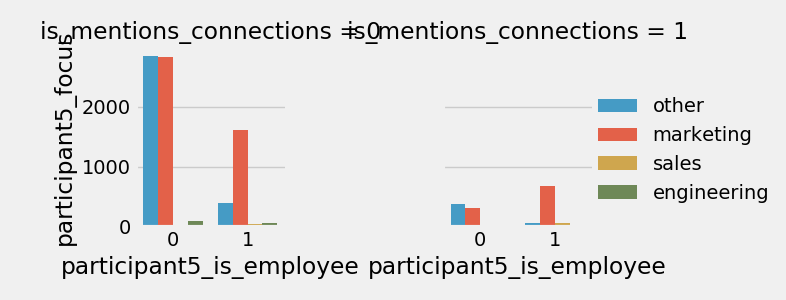 is_mentions_connections = 0
is_mentions_connections = 1
participant5_focus
2000
1000
0
0
1
0
1
participant5_is_employee
participant5_is_employee
other
marketing
sales
engineering